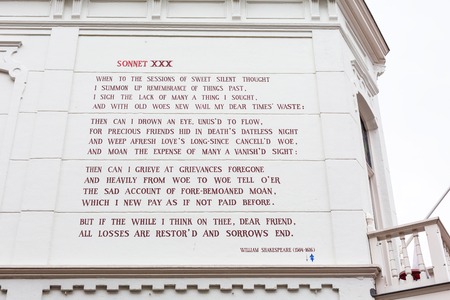 SONNET XXX
WHEN TO THE SESSIONS OF SWEET SILENT THOUGHT
I SUMMON UP REMEMBRANCE OF THINGS PAST,
I SIGH THE LACK OF MANY A THING I SOUGHT,
AND WITH OLD WOES NEW WAIL MY DEAR TIMES' WASTE:
THEN CAN I DROWN AN EYE, UNUS'D TO FLOW,
FOR PRECIOUS FRIENDS HID IN DEATH'S DATELESS NIGHT
AND WEEP AFRESH LOVE'S LONG-SINCE CANCELL'D WOE,
AND MOAN THE EXPENSE OF MANY A VANISH'D SIGHT:
THEN CAN I GRIEVE AT GRIEVANCES FOREGONE
AND HEAVILY FROM WOE TO WOE TELL O'ER
THE SAD ACCOUNT OF FORE-BEMOANED MOAN,
WHICH I NEW PAY AS IF NOT PAID BEFORE.
BUT IF THE WHILE I THINK ON THEE, DEAR FRIEND,
ALL LOSSES ARE RESTOR'D AND SORROWS END.
WILLIAM SHAKESPEARE (1564-1616)